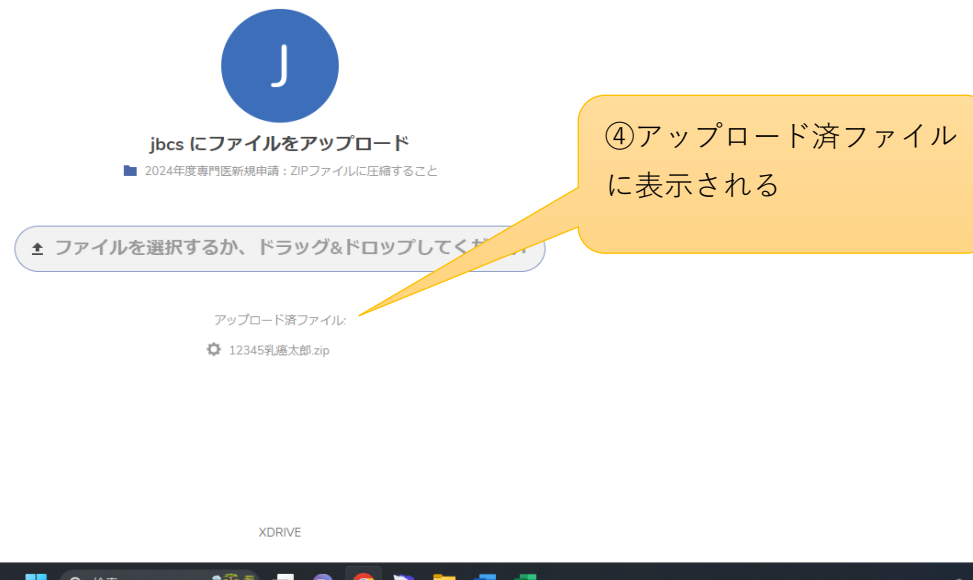 J
jbcs にファイルをアップロード
2024年度専門医新規申請：ZIPファイルに圧縮すること
④アップロード済ファイル
に表示される
ファイルを選択するか、ドラッグ&ドロップしてく
アップロード済ファイル:
12345乳癌太郎.zip
XDRIVE